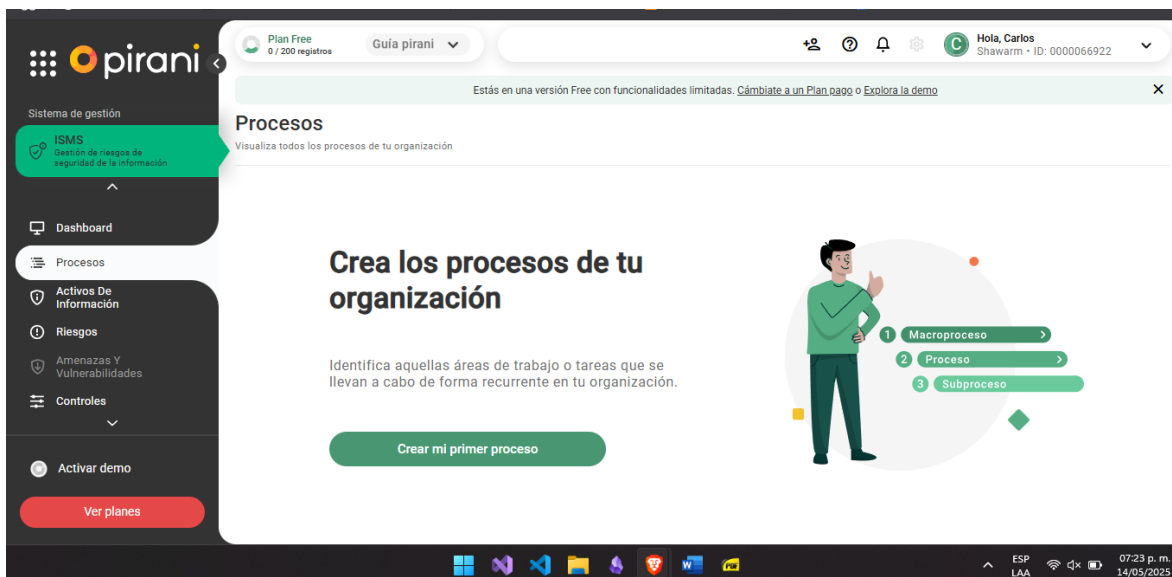 pirani
Plan Free
0 / 200 registros
Guía pirani
Hola, Carlos
Shawarm • ID: 0000066922
C
Estás en una versión Free con funcionalidades limitadas. Cámbiate a un Plan pago o Explora la demo
Sistema de gestión
ISMS
Gestión de riesgos de
seguridad de la información
Dashboard
Procesos
Activos De
Información
Riesgos
Amenazas Y
Vulnerabilidades
Controles
Activar demo
Ver planes
Procesos
Visualiza todos los procesos de tu organización
Crea los procesos de tu
organización
Identifica aquellas áreas de trabajo o tareas que se
llevan a cabo de forma recurrente en tu organización.
Crear mi primer proceso
1 Macroproceso
2 Proceso
3 Subproceso
W
PDF
ESP
LAA
07:23 p. m.
14/05/2025